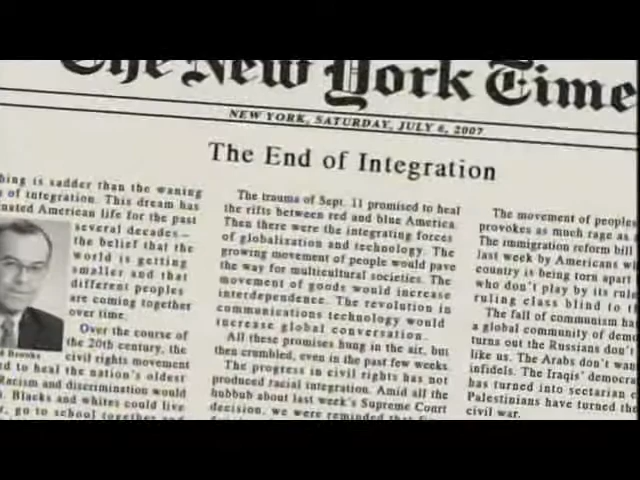 The New York Time
NEW YORK, SATURDAY, JULY 6, 2007
The End of Integration
hing is sadder than the waning
of integration. This dream has
nated American life for the past
several decades—
the belief that the
world is getting
smaller and that
different peoples
are coming together
over time.
Over the course of
the 20th century, the
civil rights movement
d to heal the nation's oldest
Racism and discrimination would
Blacks and whites could live
go to school together and
Brooks
The trauma of Sept. 11 promised to heal
the rifts between red and blue America.
Then there were the integrating forces
of globalization and technology. The
growing movement of people would pave
the way for multicultural societies. The
movement of goods would increase
interdependence. The revolution in
communications technology would
increase global conversation.
All these promises hung in the air, but
then crumbled, even in the past few weeks.
The progress in civil rights has not
produced racial integration. Amid all the
hubbub about last week's Supreme Court
decision, we were reminded that
The movement of peoples
provokes as much rage as
The immigration reform bill
last week by Americans w
country is being torn apart
who don't play by its rul
ruling class blind to t
The fall of communism ha
a global community of dem
turns out the Russians don't
like us. The Arabs don't wan
infidels. The Iraqis' democra
has turned into sectarian
Palestinians have turned the
civil war.